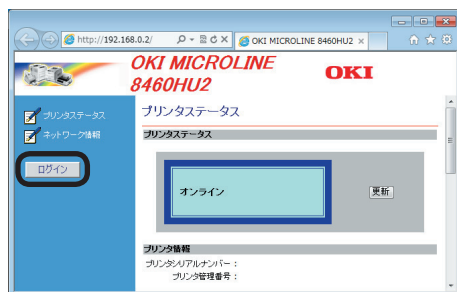 http://192.168.0.2/
OKI MICROLINE 8460HU2 ×
OKI MICROLINE
8460HU2
OKI
プリンタステータス
ネットワーク情報
ログイン
プリンタステータス
プリンタステータス
オンライン
更新
プリンタ情報
プリンタシリアルナンバー：
プリンタ管理番号：